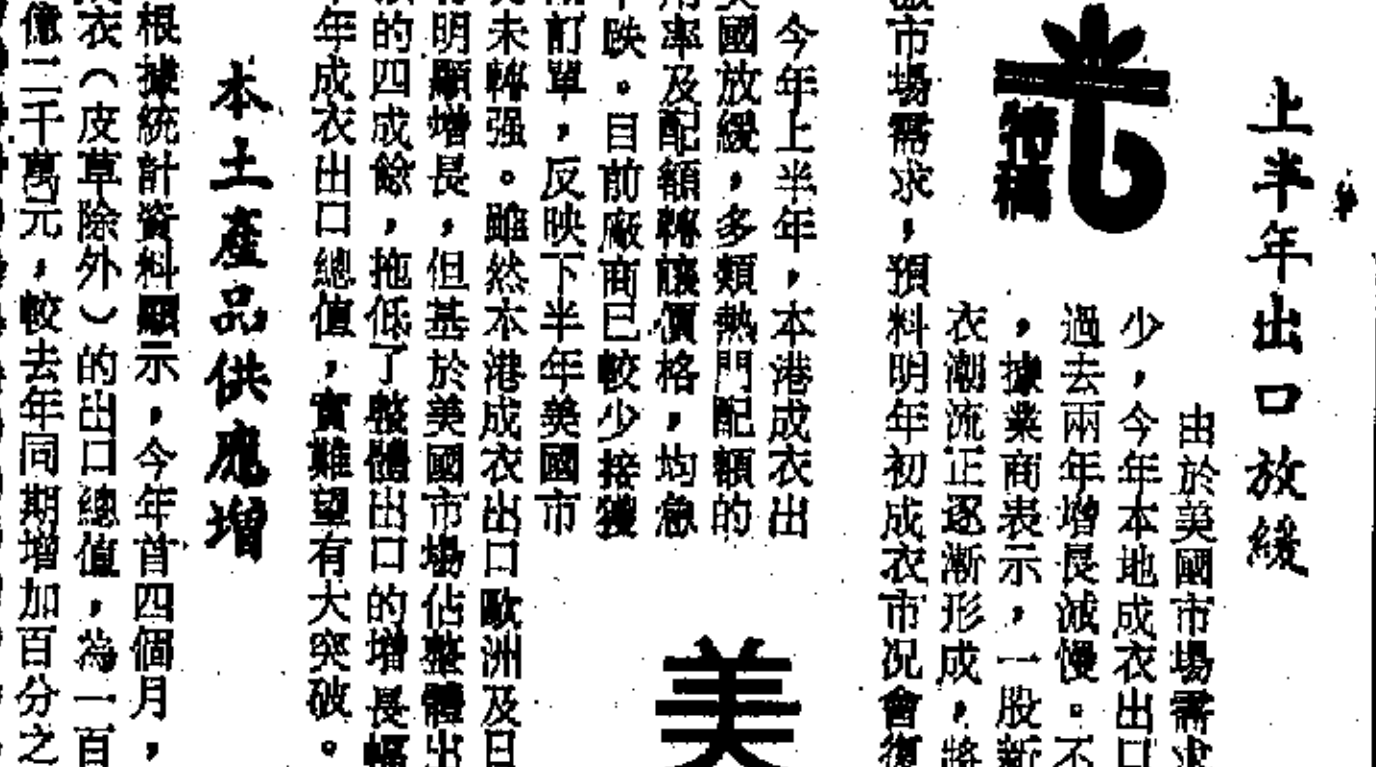 上半年出口放緩
由於美國市場需求
少，今年本地成衣出口
過去兩年增長減慢。不
，據業商表示，一股新
衣潮流正逐漸形成，將
市場需求，預料明年初成衣市况會復
特稿
美
今年上半年，本港成衣出
國放緩，多類熱門配額的
率及配額轉讓價格，均急
映。目前廠商已較少接獲
訂單，反映下半年美國市
未轉强。雖然本港成衣出口歐洲及日
明顯增長，但基於美國市場佔整體出
的四成餘，拖低了整體出口的增長幅
年成衣出口總值，實難望有大突破。
本土產品供應增
根據統計資料顯示，今年首四個月，
衣（皮草除外）的出口總值，為一百
億二千萬元，較去年同期增加百分之